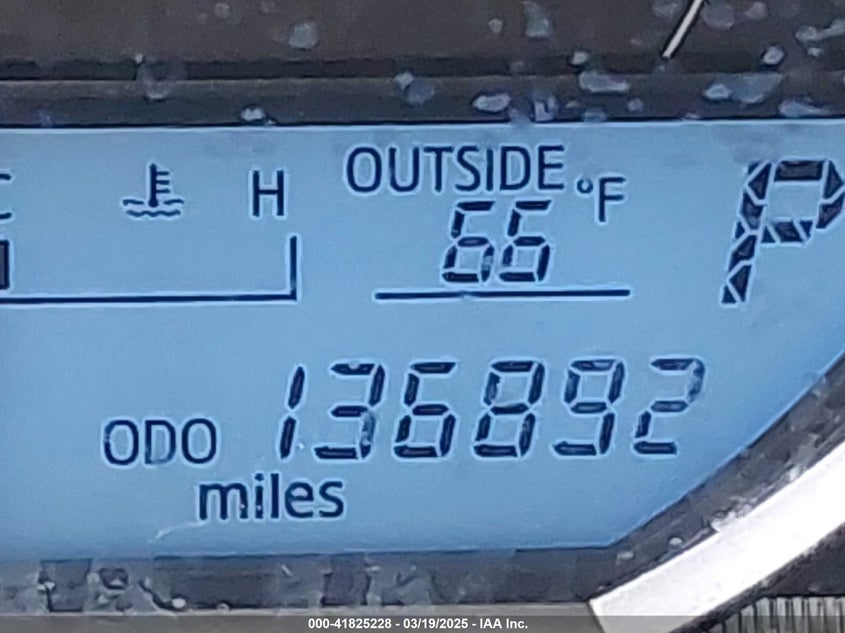 C H OUTSIDE °F P
66
ODO 136892
miles
000-41825228 - 03/19/2025 - IAA Inc.